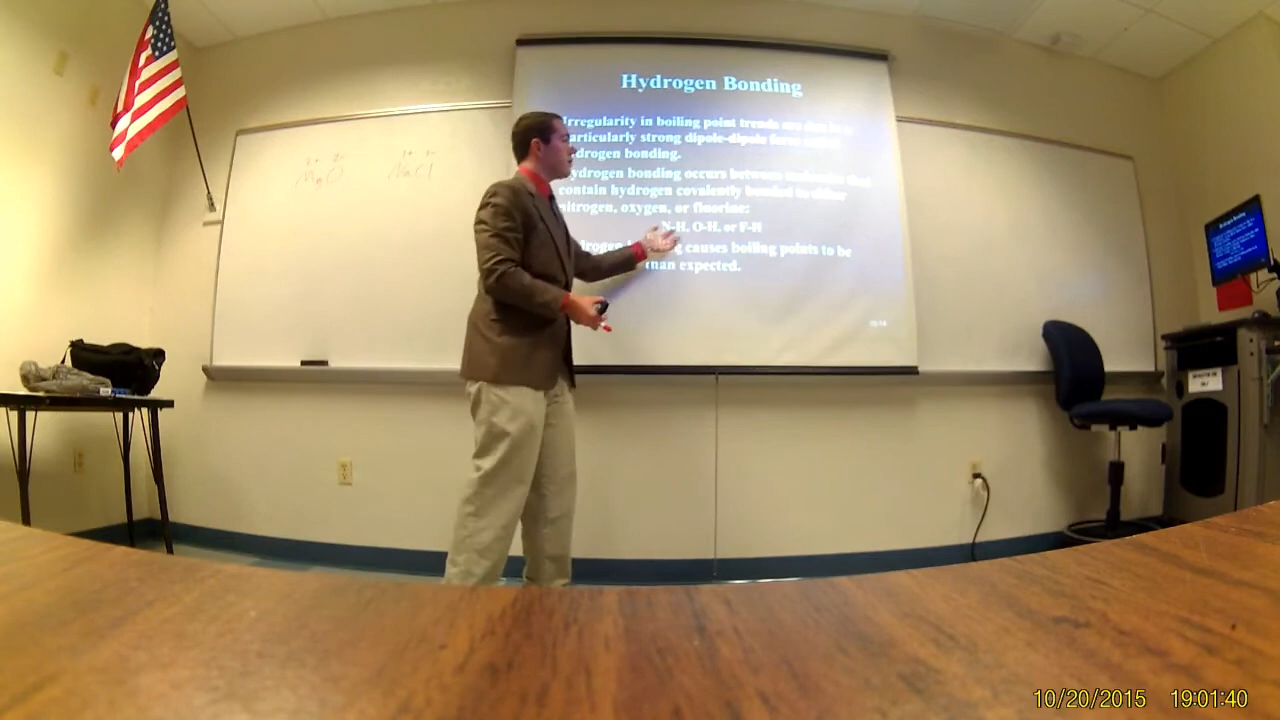 Hydrogen Bonding
Irregularity in boiling point trends are due to
particularly strong dipole-dipole force
hydrogen bonding.
Hydrogen bonding occurs between molecules that
contain hydrogen covalently bonded to either
nitrogen, oxygen, or fluorine:
N-H, O-H, or F-H
causes boiling points to be
than expected.
MgO NaCl
10/20/2015 19:01:40